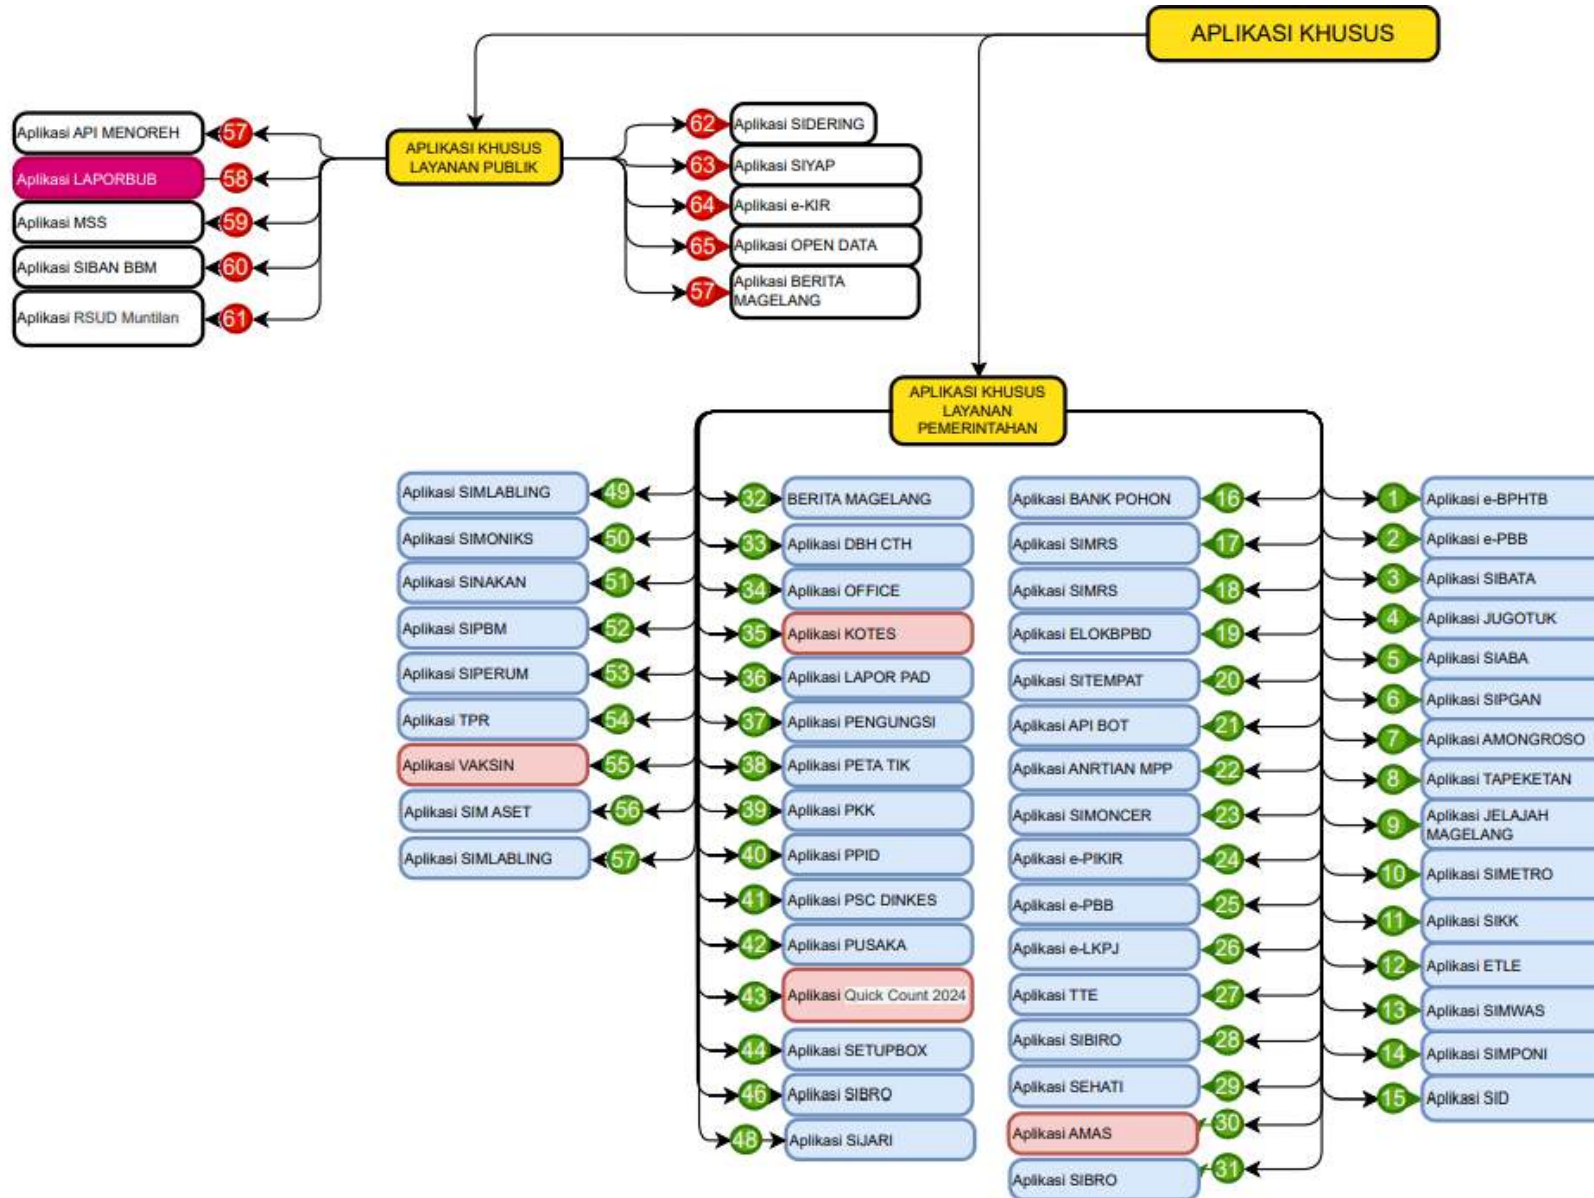 APLIKASI KHUSUS
APLIKASI KHUSUS
LAYANAN PUBLIK
Aplikasi API MENOREH
57
Aplikasi LAPORBUB
58
Aplikasi MSS
59
Aplikasi SIBAN BBM
60
Aplikasi RSUD Muntilan
61
62
Aplikasi SIDERING
63
Aplikasi SIYAP
64
Aplikasi e-KIR
65
Aplikasi OPEN DATA
57
Aplikasi BERITA
MAGELANG
APLIKASI KHUSUS
LAYANAN
PEMERINTAHAN
Aplikasi SIMLABLING
49
Aplikasi SIMONIKS
50
Aplikasi SINAKAN
51
Aplikasi SIPBM
52
Aplikasi SIPERUM
53
Aplikasi TPR
54
Aplikasi VAKSIN
55
Aplikasi SIM ASET
56
Aplikasi SIMLABLING
57
32
BERITA MAGELANG
33
Aplikasi DBH CTH
34
Aplikasi OFFICE
35
Aplikasi KOTES
36
Aplikasi LAPOR PAD
37
Aplikasi PENGUNGSI
38
Aplikasi PETA TIK
39
Aplikasi PKK
40
Aplikasi PPID
41
Aplikasi PSC DINKES
42
Aplikasi PUSAKA
43
Aplikasi Quick Count 2024
44
Aplikasi SETUPBOX
46
Aplikasi SIBRO
48
Aplikasi SiJARI
Aplikasi BANK POHON
16
Aplikasi SIMRS
17
Aplikasi SIMRS
18
Aplikasi ELOKBPBD
19
Aplikasi SITEMPAT
20
Aplikasi API BOT
21
Aplikasi ANRTIAN MPP
22
Aplikasi SIMONCER
23
Aplikasi e-PIKIR
24
Aplikasi e-PBB
25
Aplikasi e-LKPJ
26
Aplikasi TTE
27
Aplikasi SIBIRO
28
Aplikasi SEHATI
29
Aplikasi AMAS
30
Aplikasi SIBRO
31
1
Aplikasi e-BPHTB
2
Aplikasi e-PBB
3
Aplikasi SIBATA
4
Aplikasi JUGOTUK
5
Aplikasi SIABA
6
Aplikasi SIPGAN
7
Aplikasi AMONGROSO
8
Aplikasi TAPEKETAN
9
Aplikasi JELAJAH
MAGELANG
10
Aplikasi SIMETRO
11
Aplikasi SIKK
12
Aplikasi ETLE
13
Aplikasi SIMWAS
14
Aplikasi SIMPONI
15
Aplikasi SID